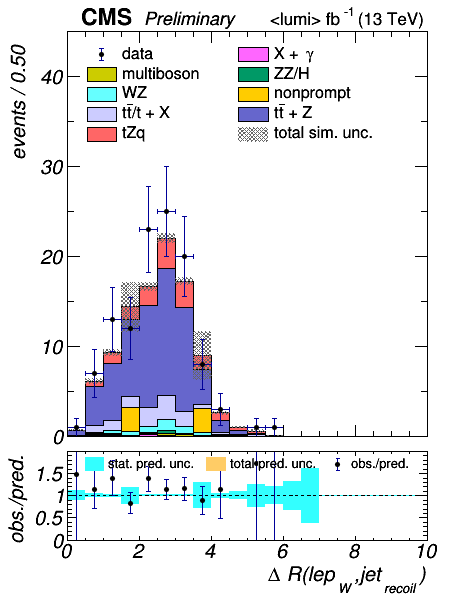 CMS Preliminary <lumi> fb⁻¹ (13 TeV)
events / 0.50
data
multiboson
WZ
tt̄/t + X
tZq
X + γ
ZZ/H
nonprompt
tt̄ + Z
total sim. unc.
40
30
20
10
0
obs./pred.
stat. pred. unc. total pred. unc. obs./pred.
1.5
1
0.5
0
0 2 4 6 8 10
Δ R(lep_W, jet_recoil)